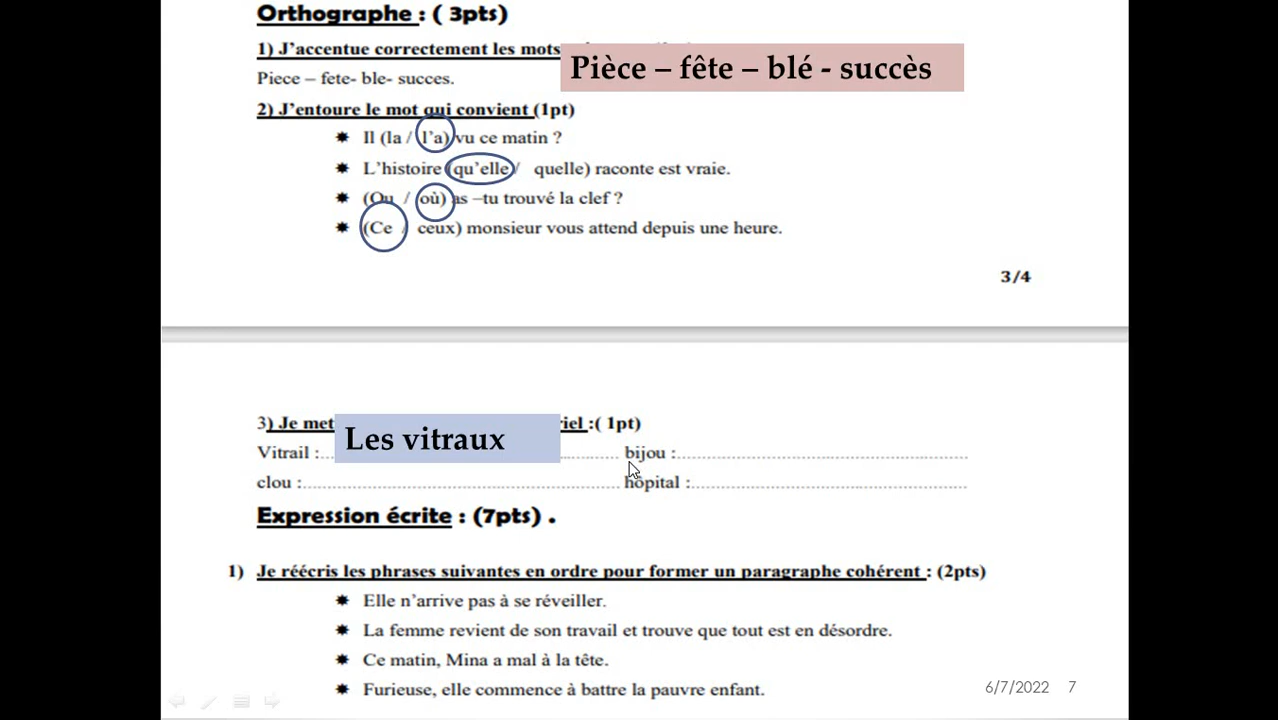 Orthographe : ( 3pts)
1) J'accentue correctement les mots
Pièce – fête – blé - succès
Piece – fete- ble- succes.
2) J'entoure le mot qui convient (1pt)
✷ Il (la / l'a) vu ce matin ?
✷ L'histoire (qu'elle / quelle) raconte est vraie.
✷ (Ou / où) as –tu trouvé la clef ?
✷ (Ce / ceux) monsieur vous attend depuis une heure.
3/4
3) Je met riel :( 1pt)
Les vitraux
Vitrail :... bijou :
clou : hôpital :
Expression écrite : (7pts) .
1) Je réécris les phrases suivantes en ordre pour former un paragraphe cohérent : (2pts)
✷ Elle n'arrive pas à se réveiller.
✷ La femme revient de son travail et trouve que tout est en désordre.
✷ Ce matin, Mina a mal à la tête.
✷ Furieuse, elle commence à battre la pauvre enfant.
6/7/2022 7